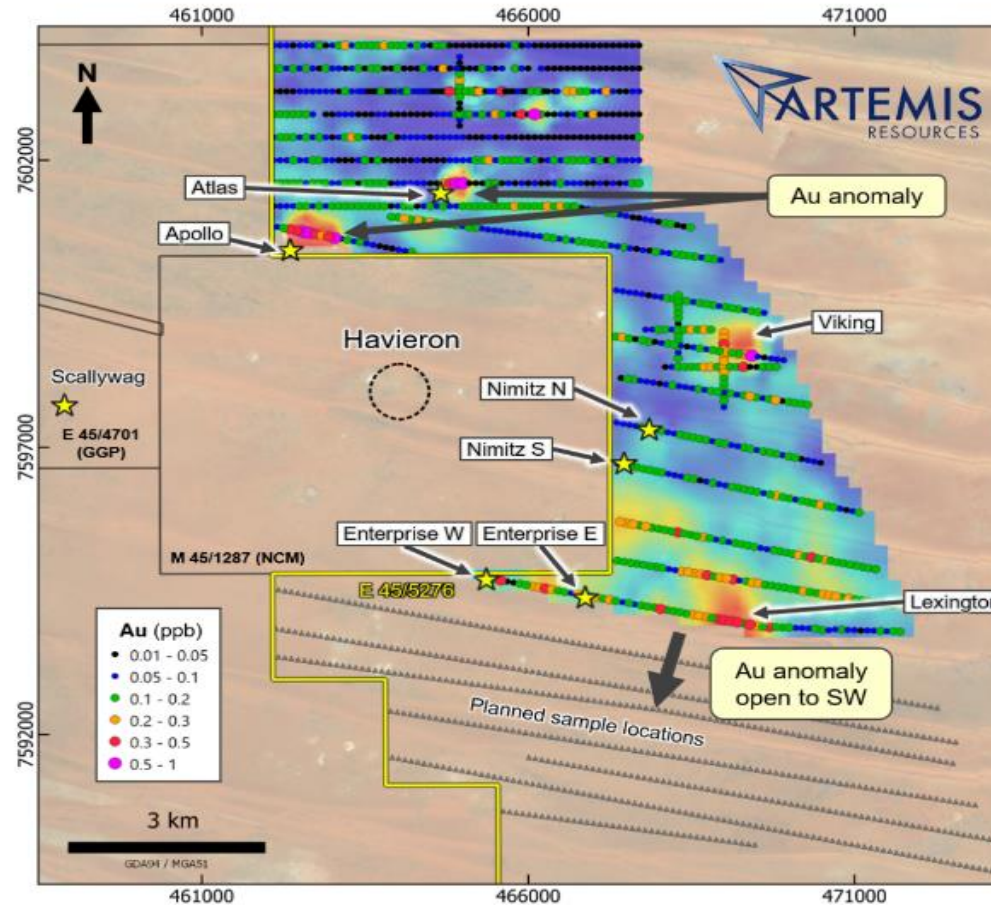 461000 466000 471000
N
ARTEMIS
RESOURCES
7602000
Atlas
Au anomaly
Apollo
Havieron
Viking
Scallywag
E 45/4701
(GGP)
Nimitz N
7597000
Nimitz S
Enterprise W Enterprise E
M 45/1287 (NCM)
E 45/5276
Lexington
Au (ppb)
0.01 - 0.05
0.05 - 0.1
0.1 - 0.2
0.2 - 0.3
0.3 - 0.5
0.5 - 1
Au anomaly
open to SW
Planned sample locations
7592000
3 km
GDA94 / MGA51
461000 466000 471000